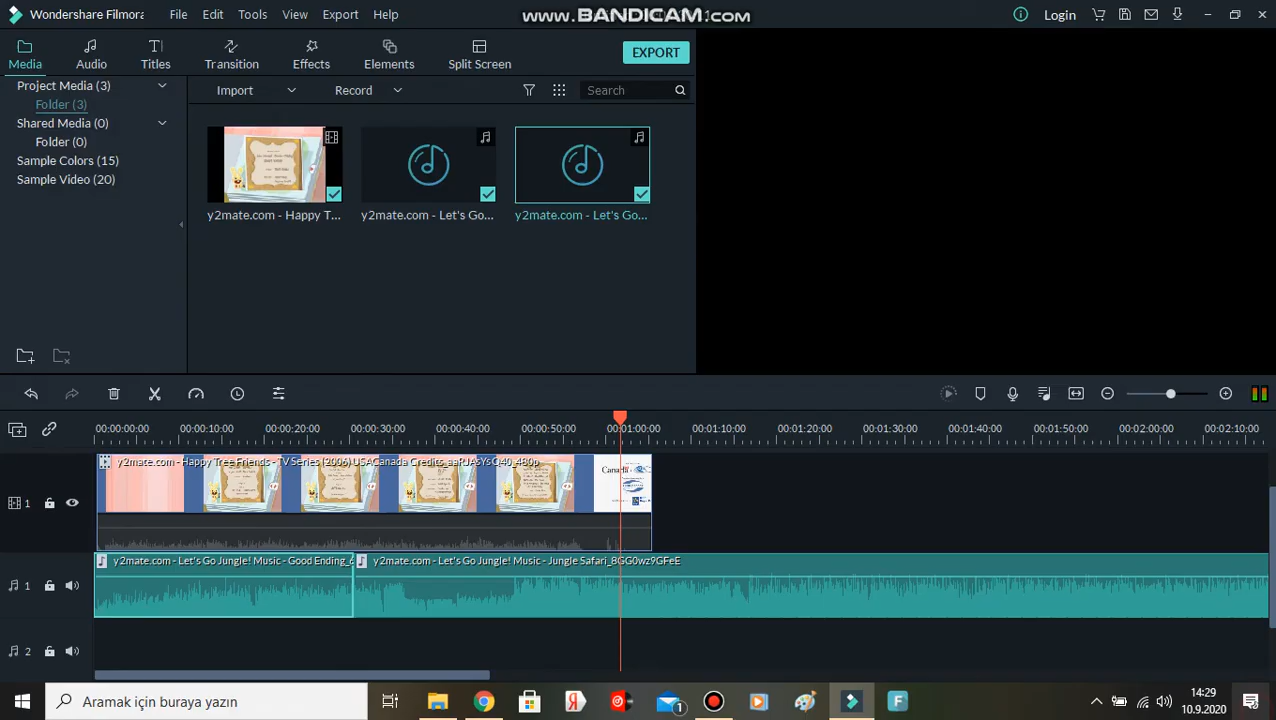 Wondershare Filmora
File
Edit
Tools
View
Export
Help
www.BANDICAM.com
Login
Media
Audio
Titles
Transition
Effects
Elements
Split Screen
EXPORT
Project Media (3)
Folder (3)
Shared Media (0)
Folder (0)
Sample Colors (15)
Sample Video (20)
Import
Record
Search
y2mate.com - Happy T...
y2mate.com - Let's Go...
y2mate.com - Let's Go...
00:00:00:00
00:00:10:00
00:00:20:00
00:00:30:00
00:00:40:00
00:00:50:00
00:01:00:00
00:01:10:00
00:01:20:00
00:01:30:00
00:01:40:00
00:01:50:00
00:02:00:00
00:02:10:00
y2mate.com - Happy Tree Friends - TV Series (2006) USA/Canada Credits_
480p
1
y2mate.com - Let's Go Jungle! Music - Good Ending_
y2mate.com - Let's Go Jungle! Music - Jungle Safari_8GG0wz9GFeE
1
2
Aramak için buraya yazın
1
14:29
10.9.2020